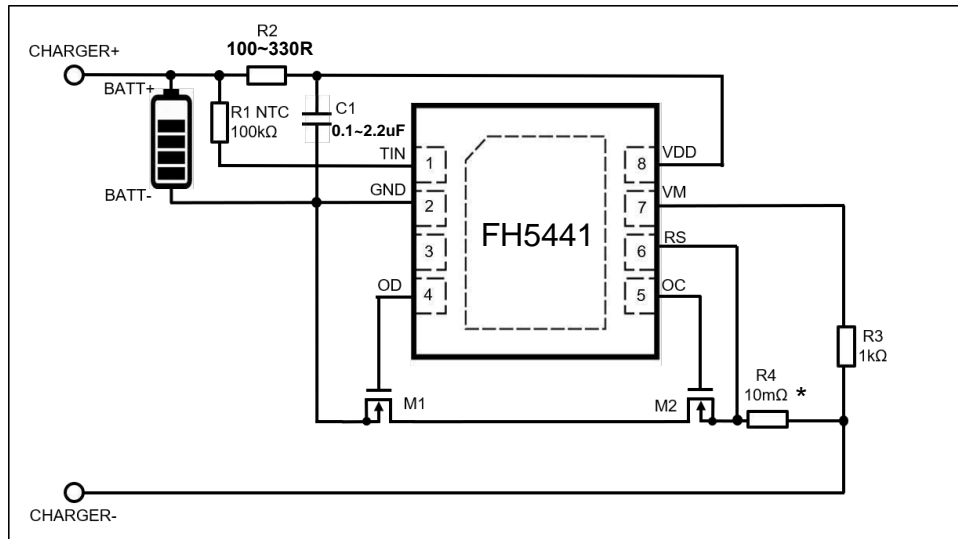 R2
100~330R
CHARGER+
BATT+
R1 NTC
100kΩ
C1
0.1~2.2uF
TIN
1
8
VDD
BATT-
GND
2
7
VM
FH5441
3
6
RS
OD
4
5
OC
R3
1kΩ
R4
10mΩ *
M1
M2
CHARGER-